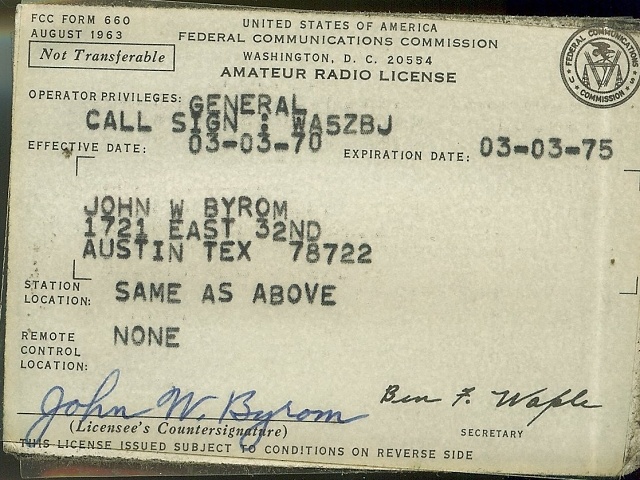 FCC FORM 660
AUGUST 1963
Not Transferable
UNITED STATES OF AMERICA
FEDERAL COMMUNICATIONS COMMISSION
WASHINGTON, D. C. 20554
AMATEUR RADIO LICENSE
FEDERAL COMMUNICATIONS COMMISSION
OPERATOR PRIVILEGES: GENERAL
CALL SIGN : WA5ZBJ
EFFECTIVE DATE: 03-03-70 EXPIRATION DATE: 03-03-75
JOHN W BYROM
1721 EAST 32ND
AUSTIN TEX 78722
STATION LOCATION: SAME AS ABOVE
REMOTE CONTROL LOCATION: NONE
John W. Byrom
Ben F. Waple
(Licensee's Countersignature)
SECRETARY
THIS LICENSE ISSUED SUBJECT TO CONDITIONS ON REVERSE SIDE